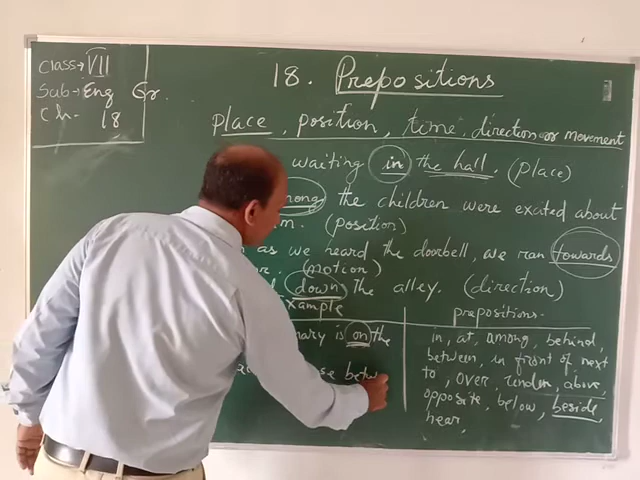 Class→ VII
Sub→ Eng Gr.
Ch- 18
18. Prepositions
place, position, time, direction or movement
waiting in the hall. (place)
among the children were exited about
(position)
as we heard the doorbell, we ran towards
(motion)
down the alley. (direction)
example
prepositions-
is on the
betw
in, at, among, behind,
between, in front of, next
to, over, under, above,
opposite, below, beside
near,